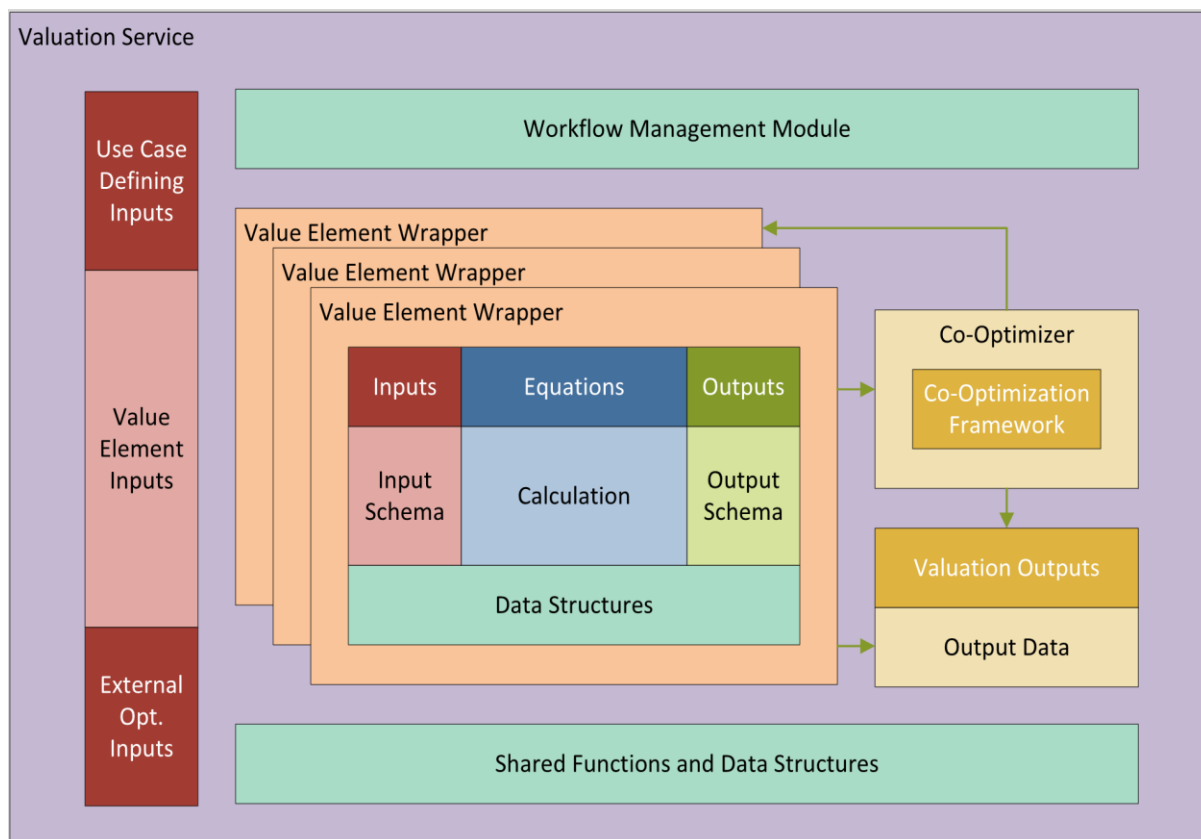 Valuation Service
Use Case
Defining
Inputs
Value
Element
Inputs
External
Opt.
Inputs
Workflow Management Module
Value Element Wrapper
Value Element Wrapper
Value Element Wrapper
Inputs
Equations
Outputs
Input
Schema
Calculation
Output
Schema
Data Structures
Co-Optimizer
Co-Optimization
Framework
Valuation Outputs
Output Data
Shared Functions and Data Structures